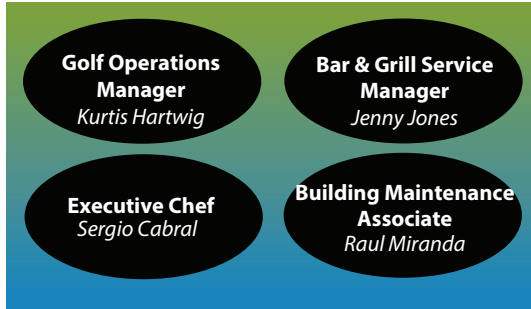 Golf Operations
Manager
Kurtis Hartwig
Bar & Grill Service
Manager
Jenny Jones
Executive Chef
Sergio Cabral
Building Maintenance
Associate
Raul Miranda